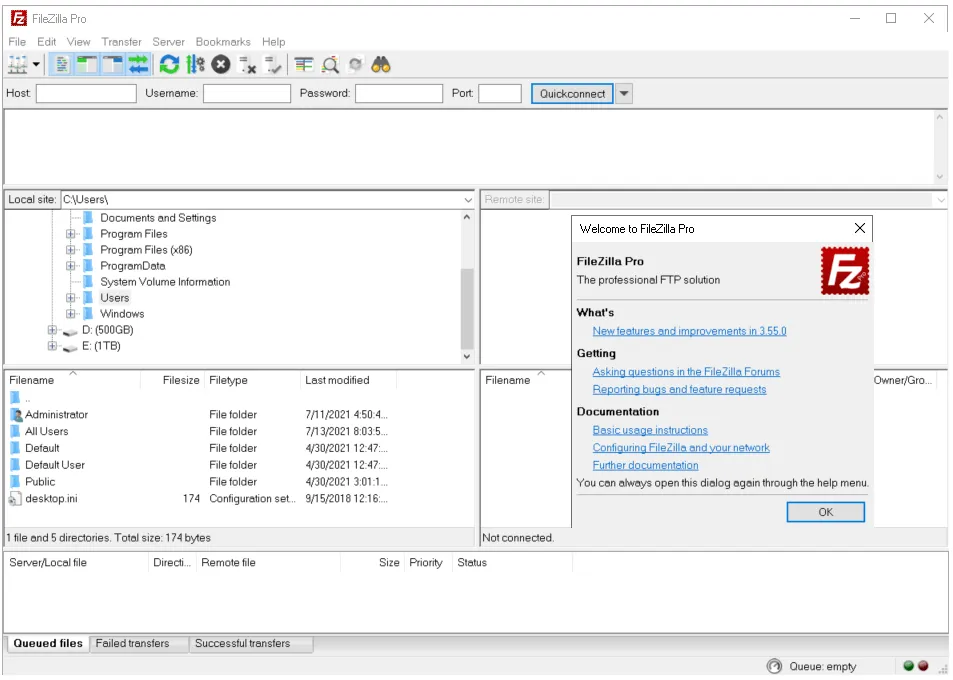 FileZilla Pro
File Edit View Transfer Server Bookmarks Help
Host: Username: Password: Port: Quickconnect
Local site: C:\Users\
Remote site:
Documents and Settings
Program Files
Program Files (x86)
ProgramData
System Volume Information
Users
Windows
D: (500GB)
E: (1TB)
Filename Filesize Filetype Last modified
..
Administrator File folder 7/11/2021 4:50:4...
All Users File folder 7/13/2021 8:03:5...
Default File folder 4/30/2021 12:47:...
Default User File folder 4/30/2021 12:47:...
Public File folder 4/30/2021 3:01:1...
desktop.ini 174 Configuration set... 9/15/2018 12:16:...
1 file and 5 directories. Total size: 174 bytes
Filename Owner/Gro...
Not connected.
Welcome to FileZilla Pro
FileZilla Pro
The professional FTP solution
Fz PRO
What's
New features and improvements in 3.55.0
Getting
Asking questions in the FileZilla Forums
Reporting bugs and feature requests
Documentation
Basic usage instructions
Configuring FileZilla and your network
Further documentation
You can always open this dialog again through the help menu.
OK
Server/Local file Directi... Remote file Size Priority Status
Queued files Failed transfers Successful transfers
Queue: empty